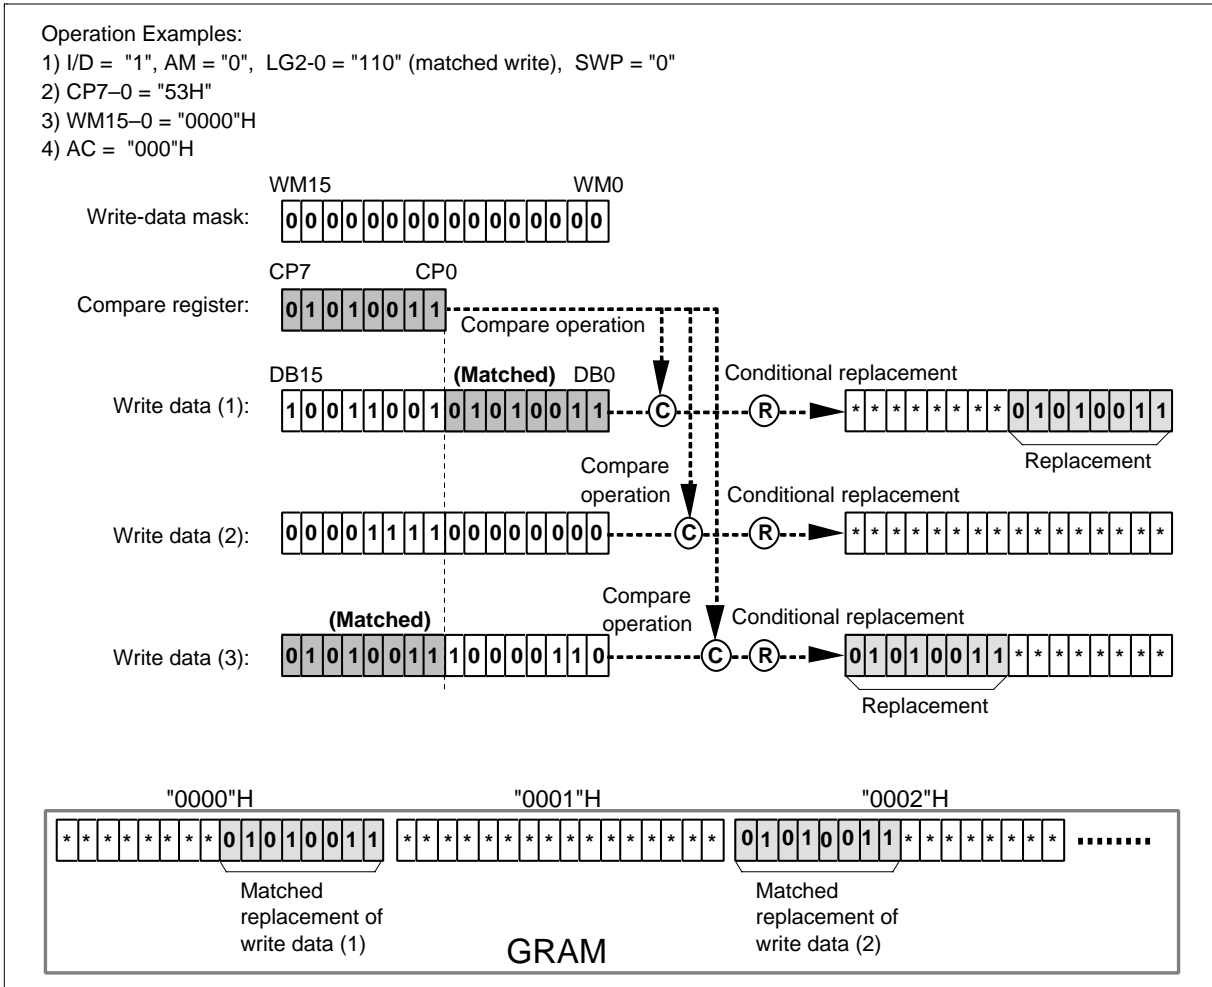 Operation Examples:
1) I/D = "1", AM = "0", LG2-0 = "110" (matched write), SWP = "0"
2) CP7–0 = "53H"
3) WM15–0 = "0000"H
4) AC = "000"H
WM15 WM0
Write-data mask: 0 0 0 0 0 0 0 0 0 0 0 0 0 0 0 0
CP7 CP0
Compare register: 0 1 0 1 0 0 1 1
Compare operation
DB15 (Matched) DB0 Conditional replacement
Write data (1): 1 0 0 1 1 0 0 1 0 1 0 1 0 0 1 1 C R * * * * * * * * 0 1 0 1 0 0 1 1
Replacement
Compare
operation Conditional replacement
Write data (2): 0 0 0 0 1 1 1 1 0 0 0 0 0 0 0 0 C R * * * * * * * * * * * * * * * *
Compare
(Matched) operation Conditional replacement
Write data (3): 0 1 0 1 0 0 1 1 1 0 0 0 0 1 1 0 C R 0 1 0 1 0 0 1 1 * * * * * * * *
Replacement
"0000"H "0001"H "0002"H
* * * * * * * * 0 1 0 1 0 0 1 1 * * * * * * * * * * * * * * * * 0 1 0 1 0 0 1 1 * * * * * * * * ........
Matched
replacement of
write data (1)
Matched
replacement of
write data (2)
GRAM